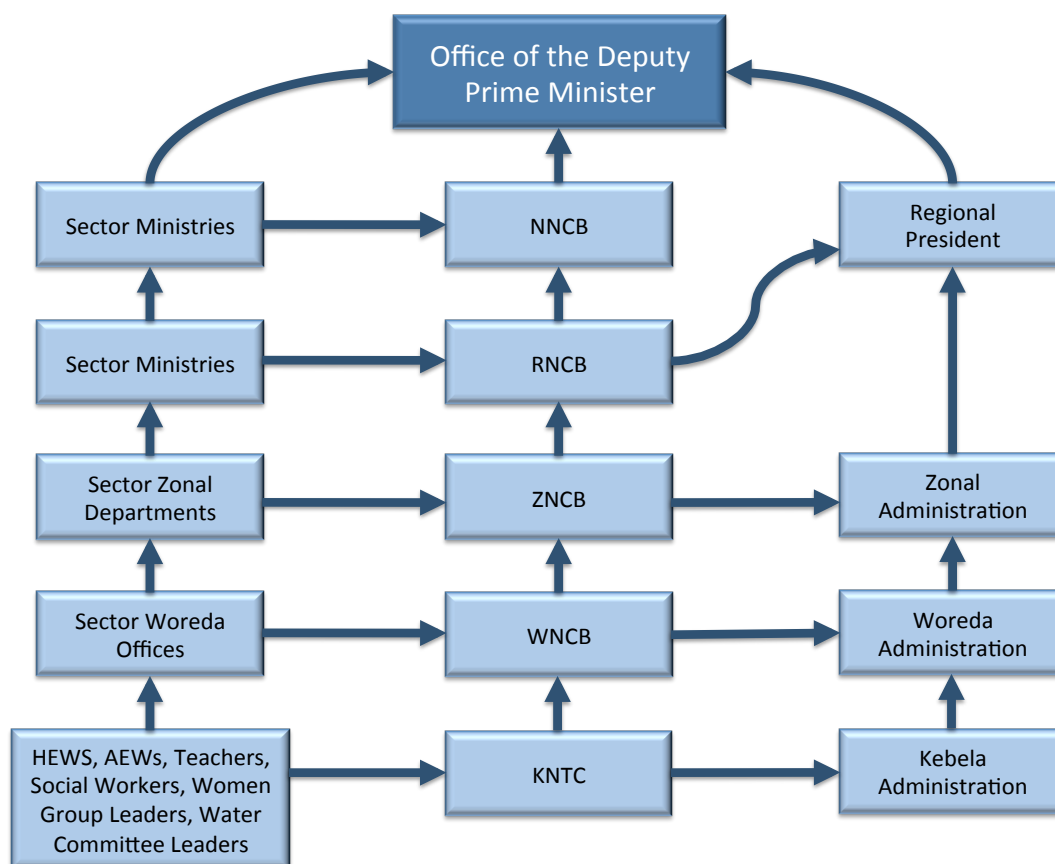 Office of the Deputy
Prime Minister
Sector Ministries
NNCB
Regional
President
Sector Ministries
RNCB
Sector Zonal
Departments
ZNCB
Zonal
Administration
Sector Woreda
Offices
WNCB
Woreda
Administration
HEWS, AEWs, Teachers,
Social Workers, Women
Group Leaders, Water
Committee Leaders
KNTC
Kebela
Administration